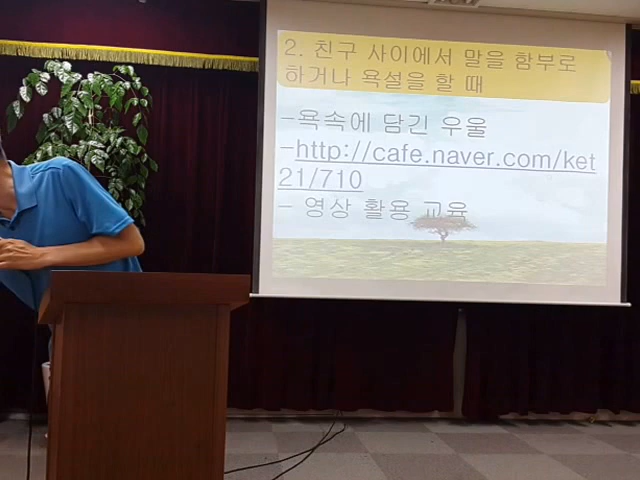 2. 친구 사이에서 말을 함부로
하거나 욕설을 할 때
-욕속에 담긴 우울
-http://cafe.naver.com/ket
21/710
- 영상 활용 교육